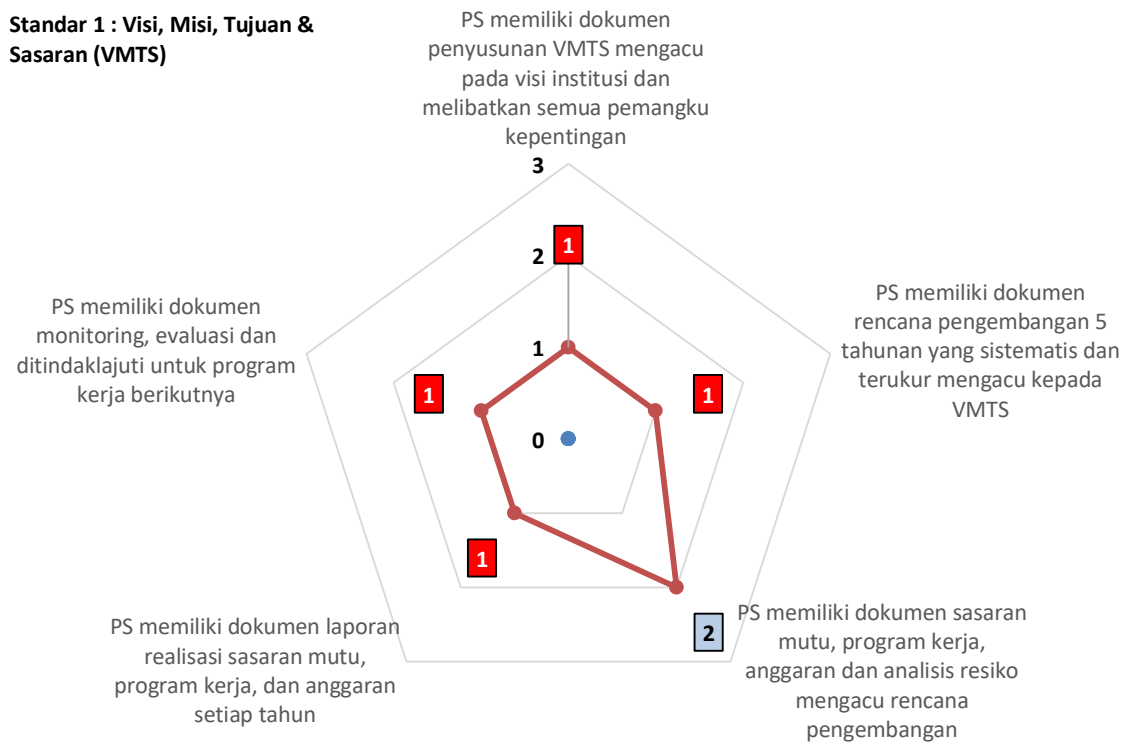 Standar 1 : Visi, Misi, Tujuan &
Sasaran (VMTS)
PS memiliki dokumen
penyusunan VMTS mengacu
pada visi institusi dan
melibatkan semua pemangku
kepentingan
3
1
2
PS memiliki dokumen
rencana pengembangan 5
tahunan yang sistematis dan
terukur mengacu kepada
VMTS
PS memiliki dokumen
monitoring, evaluasi dan
ditindaklajuti untuk program
kerja berikutnya
1
1
1
0
1
PS memiliki dokumen laporan
realisasi sasaran mutu,
program kerja, dan anggaran
setiap tahun
2
PS memiliki dokumen sasaran
mutu, program kerja,
anggaran dan analisis resiko
mengacu rencana
pengembangan